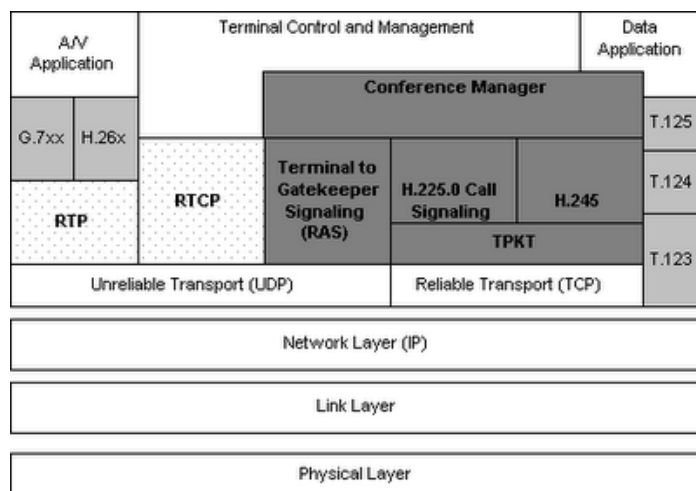 A/V
Application
Terminal Control and Management
Data
Application
Conference Manager
G.7xx
H.26x
T.125
RTP
RTCP
Terminal to
Gatekeeper
Signaling
(RAS)
H.225.0 Call
Signaling
H.245
T.124
TPKT
T.123
Unreliable Transport (UDP)
Reliable Transport (TCP)
Network Layer (IP)
Link Layer
Physical Layer